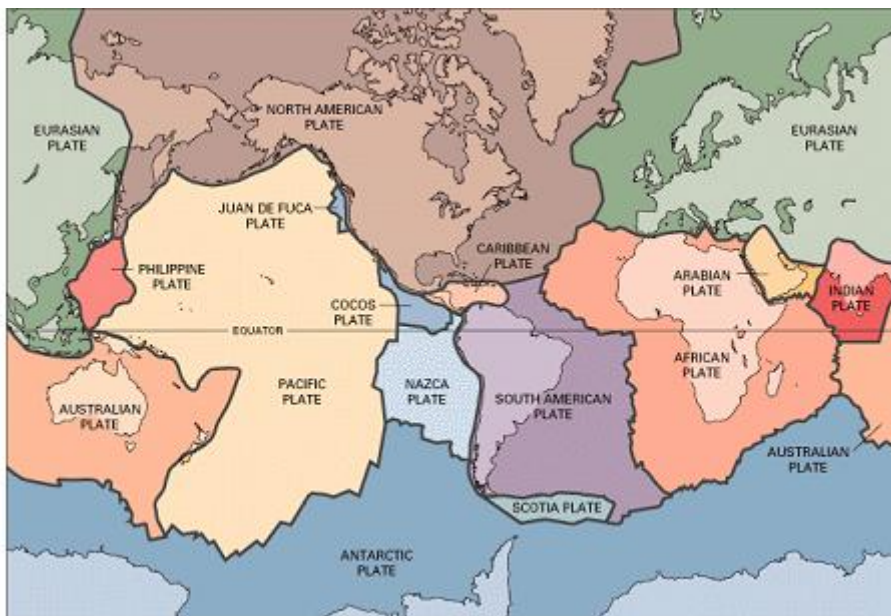 NORTH AMERICAN
PLATE
EURASIAN
PLATE
EURASIAN
PLATE
JUAN DE FUCA
PLATE
CARIBBEAN
PLATE
PHILIPPINE
PLATE
ARABIAN
PLATE
INDIAN
PLATE
COCOS
PLATE
EQUATOR
AFRICAN
PLATE
PACIFIC
PLATE
NAZCA
PLATE
SOUTH AMERICAN
PLATE
AUSTRALIAN
PLATE
AUSTRALIAN
PLATE
SCOTIA PLATE
ANTARCTIC
PLATE